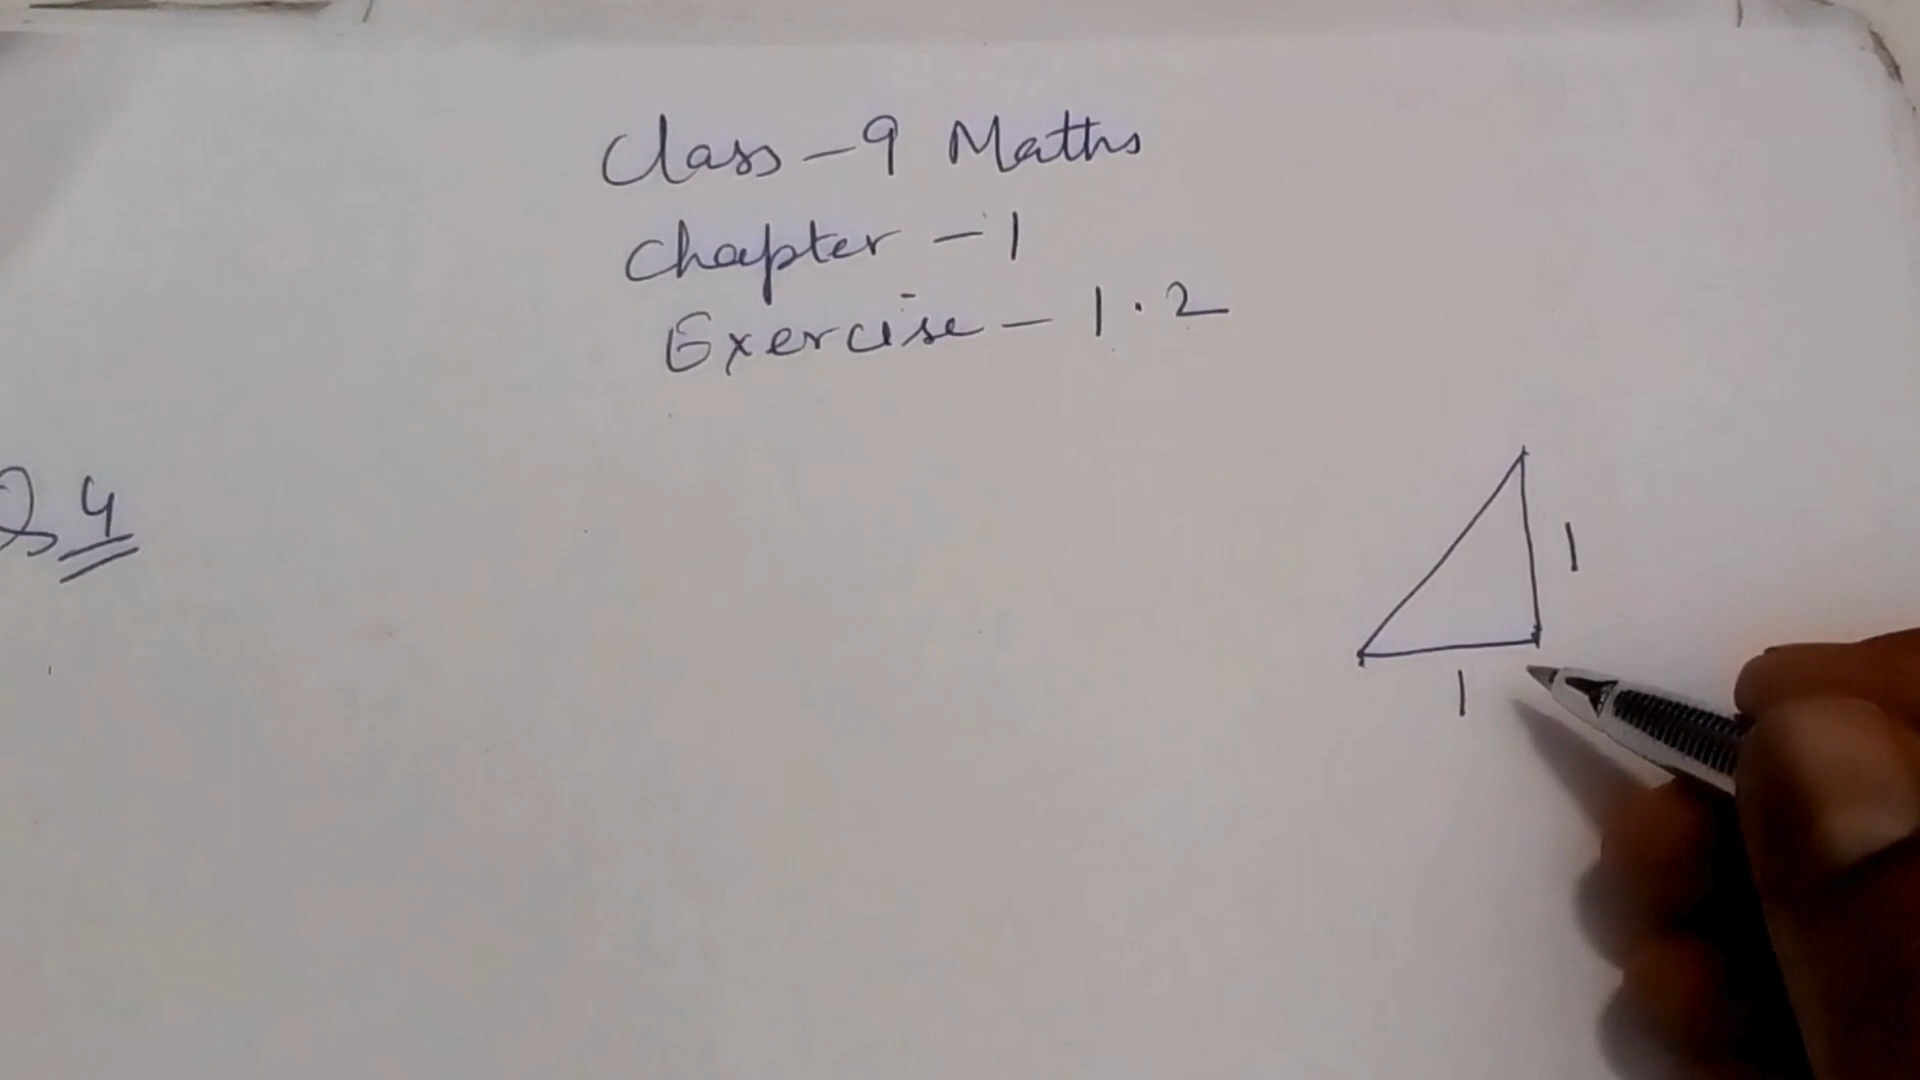 Class - 9 Maths
Chapter - 1
Exercise - 1.2
Q 4
1
1